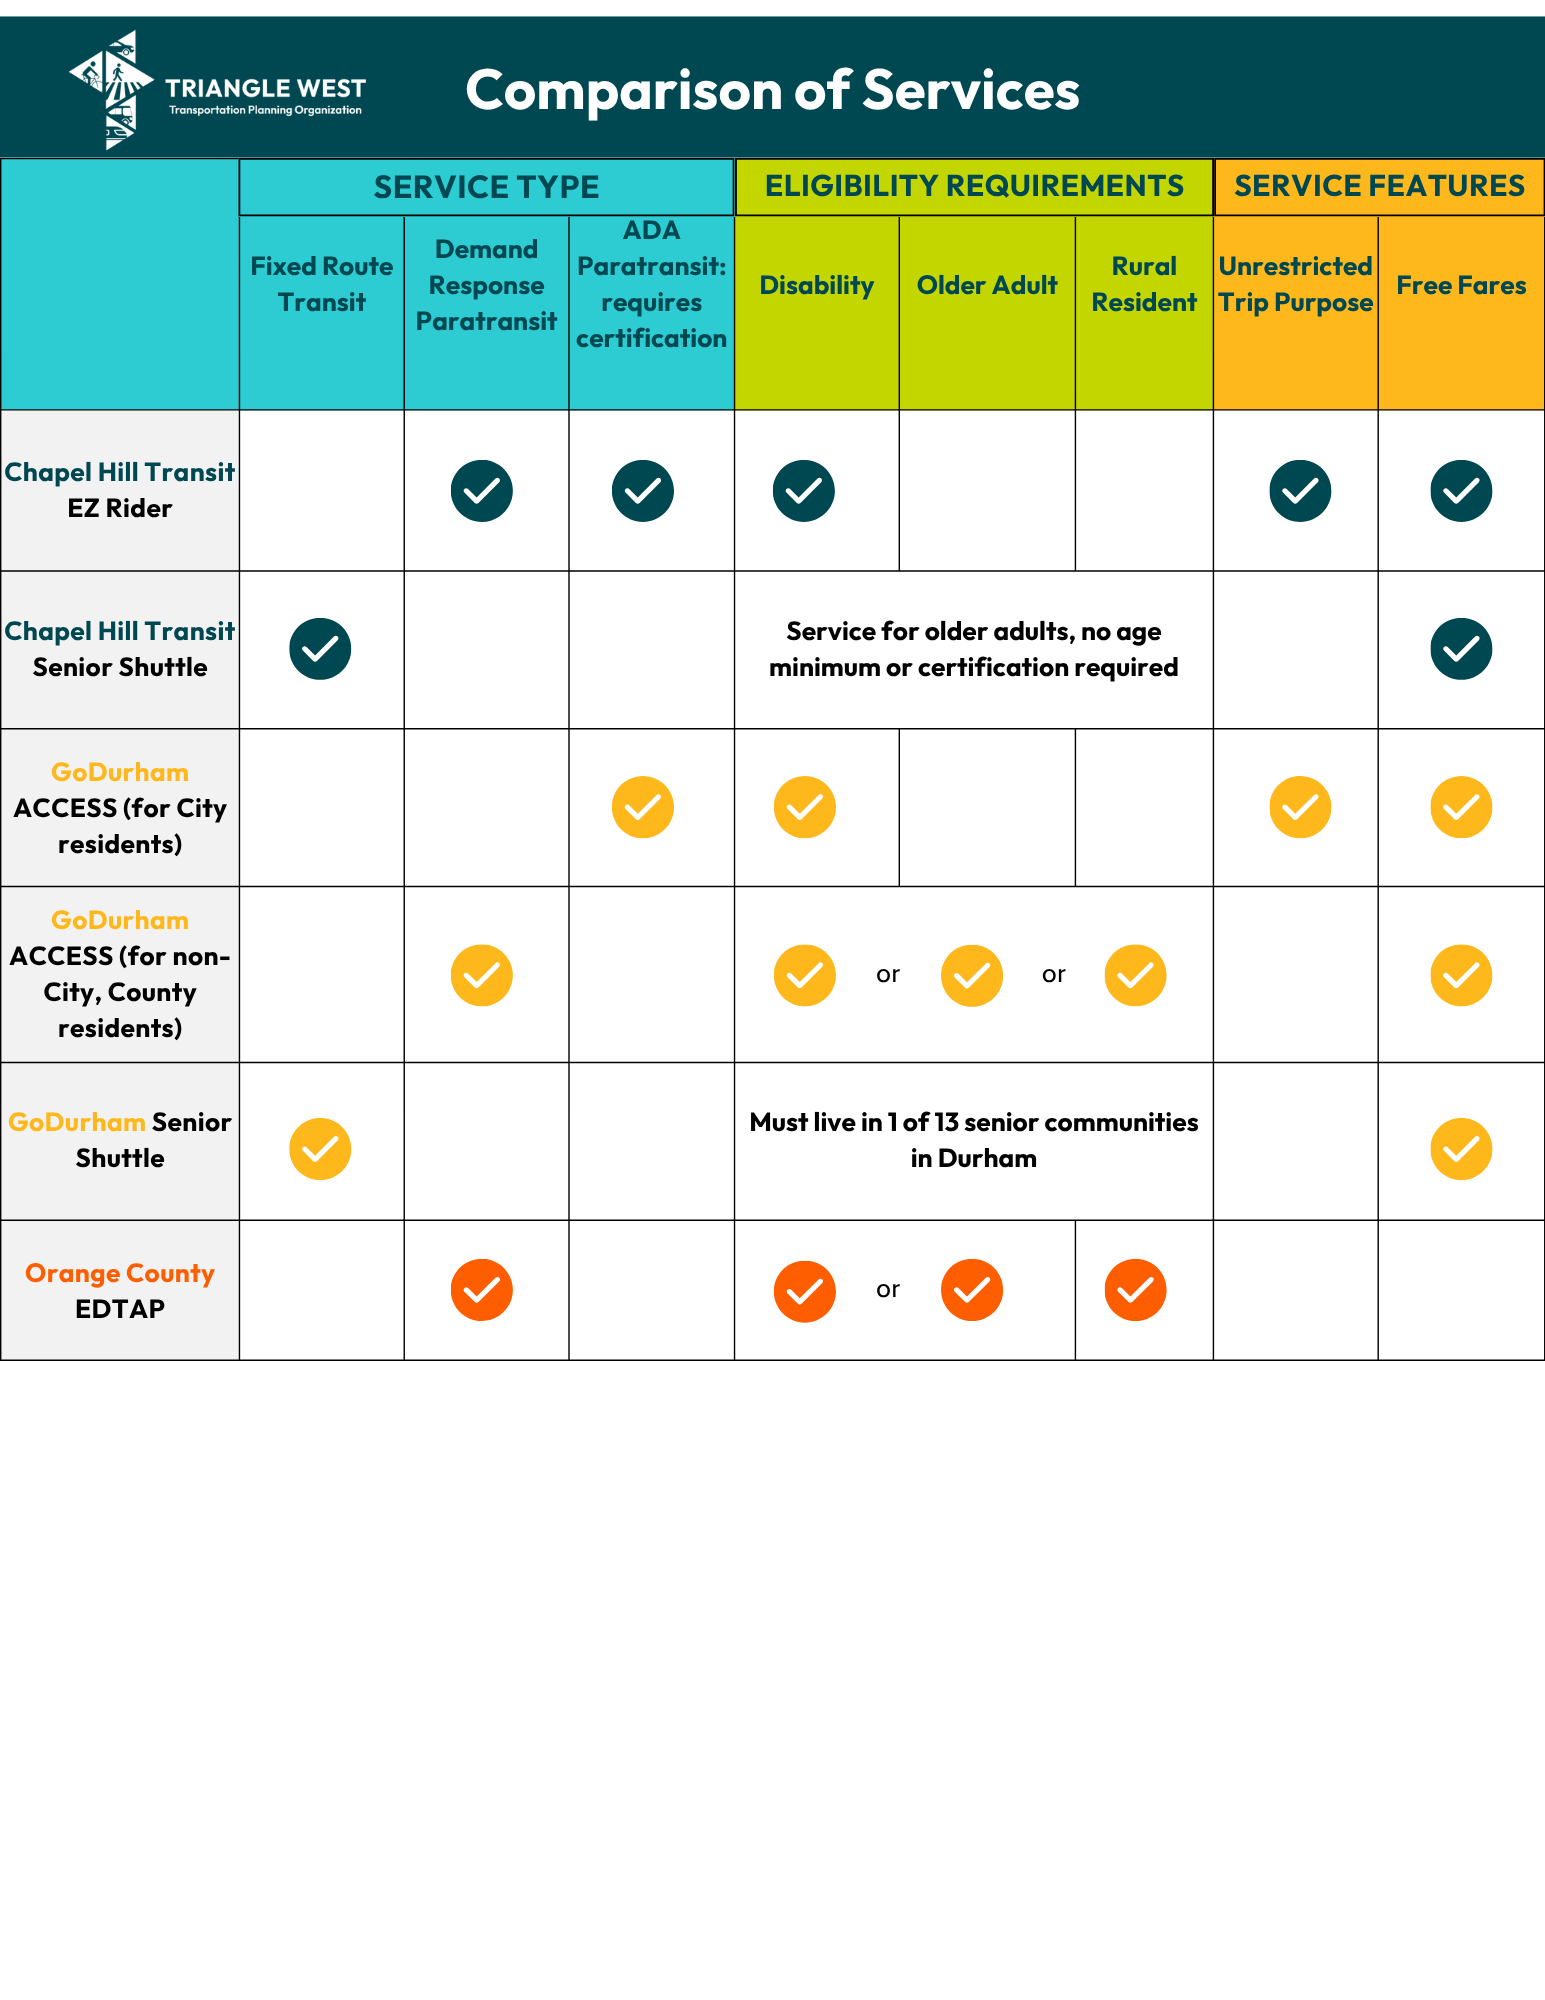 TRIANGLE WEST
Transportation Planning Organization
Comparison of Services
SERVICE TYPE
ELIGIBILITY REQUIREMENTS
SERVICE FEATURES
Fixed Route
Transit
Demand
Response
Paratransit
ADA
Paratransit:
requires
certification
Disability
Older Adult
Rural
Resident
Unrestricted
Trip Purpose
Free Fares
Chapel Hill Transit
EZ Rider
Chapel Hill Transit
Senior Shuttle
Service for older adults, no age
minimum or certification required
GoDurham
ACCESS (for City
residents)
GoDurham
ACCESS (for non-
City, County
residents)
or
or
GoDurham Senior
Shuttle
Must live in 1 of 13 senior communities
in Durham
Orange County
EDTAP
or